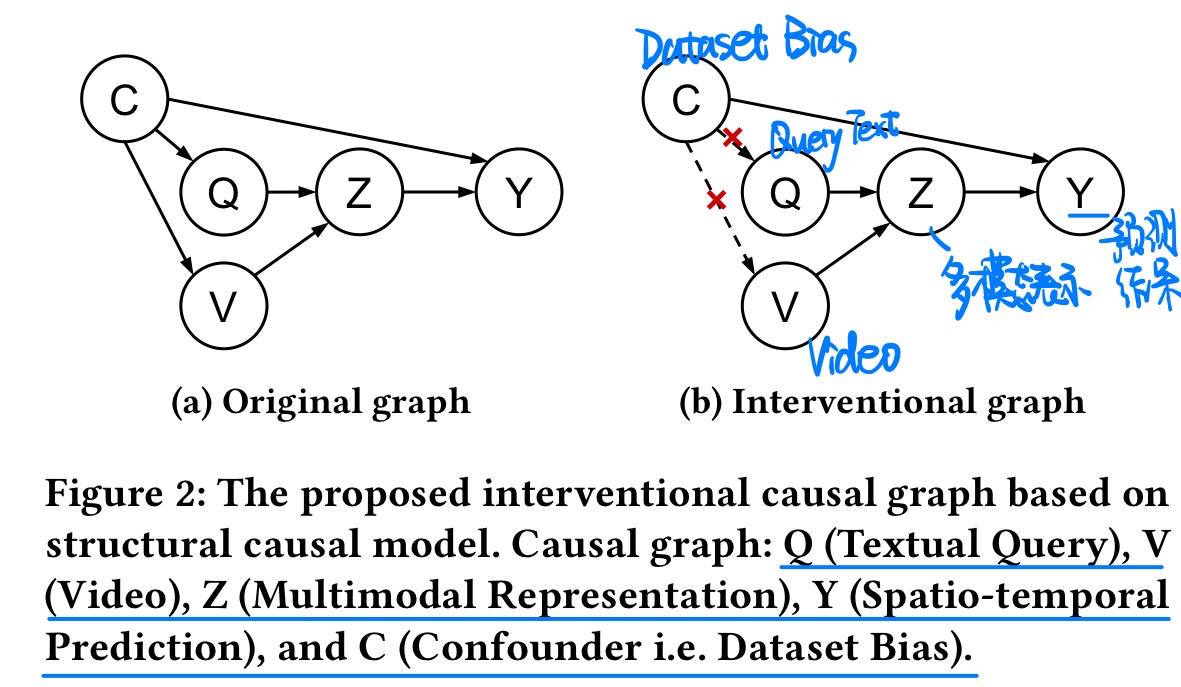 Dataset Bias
C
C
Query Text
Q
Z
Y
Q
Z
Y
预测
结果
多模态表示
V
V
Video
(a) Original graph
(b) Interventional graph
Figure 2: The proposed interventional causal graph based on
structural causal model. Causal graph: Q (Textual Query), V
(Video), Z (Multimodal Representation), Y (Spatio-temporal
Prediction), and C (Confounder i.e. Dataset Bias).